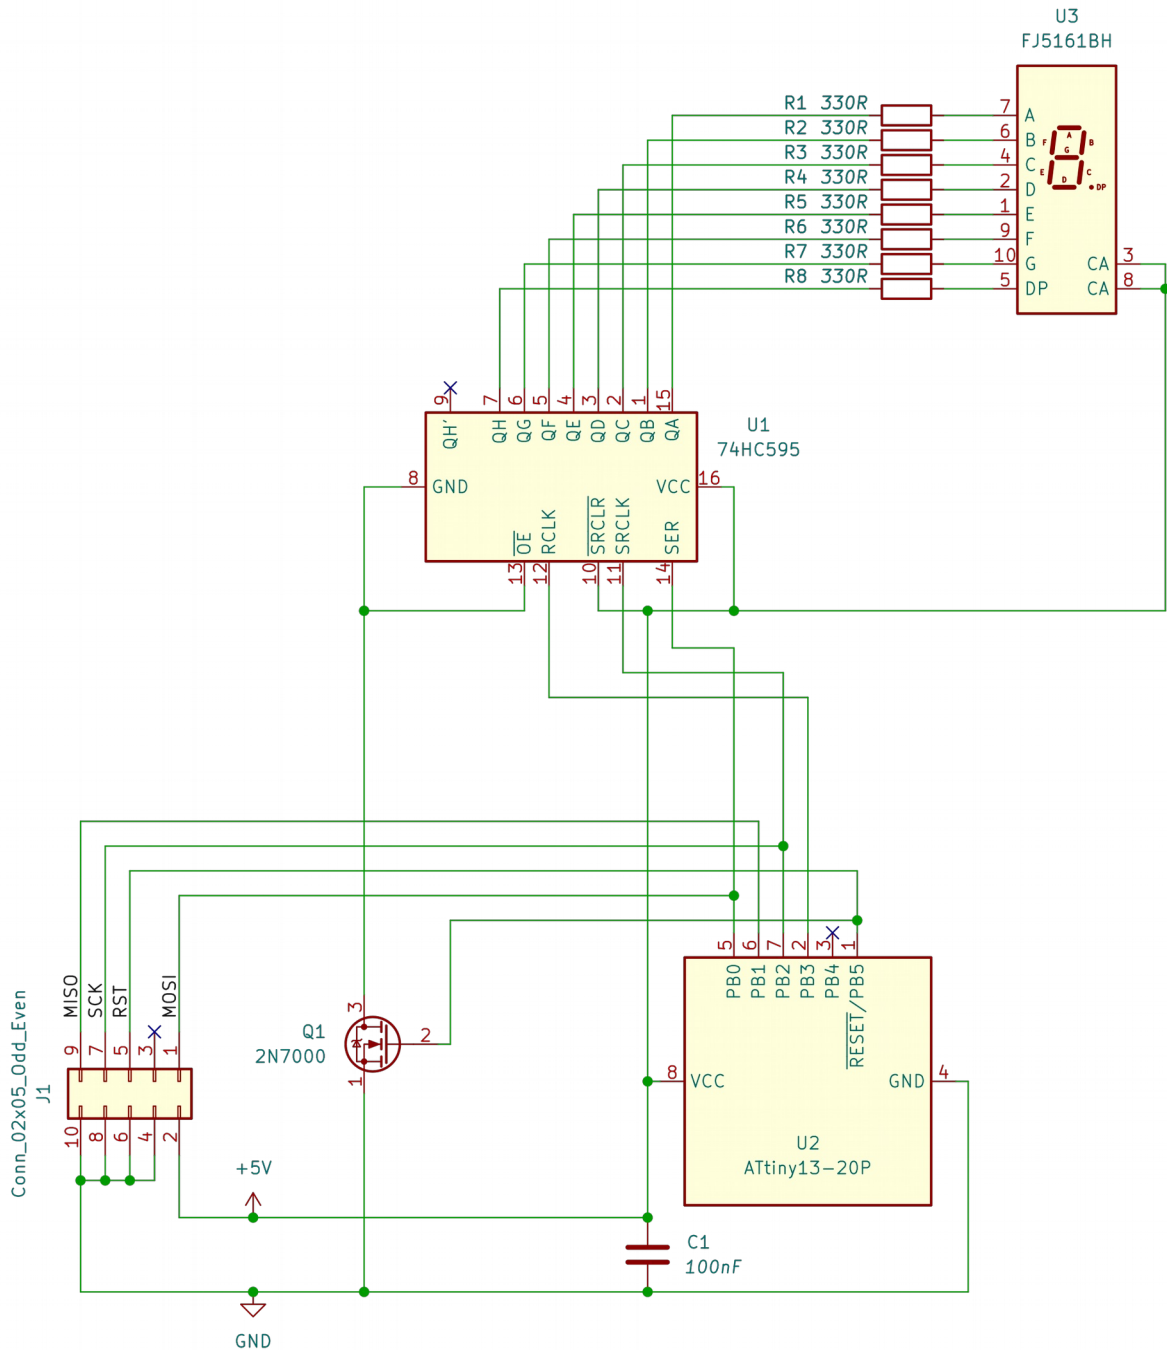 U3
FJ5161BH
R1 330R
R2 330R
R3 330R
R4 330R
R5 330R
R6 330R
R7 330R
R8 330R
7 A
6 B
4 C
2 D
1 E
9 F
10 G
5 DP
CA 3
CA 8
A
F B
G
E C
D
DP
9 7 6 5 4 3 2 1 15
QH' QH QG QF QE QD QC QB QA
U1
74HC595
8 GND
VCC 16
OE RCLK SRCLR SRCLK SER
13 12 10 11 14
MISO
SCK
RST
MOSI
9 7 5 3 1
J1
Conn_02x05_Odd_Even
10 8 6 4 2
Q1
2N7000
3
2
1
5 6 7 2 3 1
PB0 PB1 PB2 PB3 PB4 RESET/PB5
8 VCC
GND 4
U2
ATtiny13-20P
+5V
C1
100nF
GND